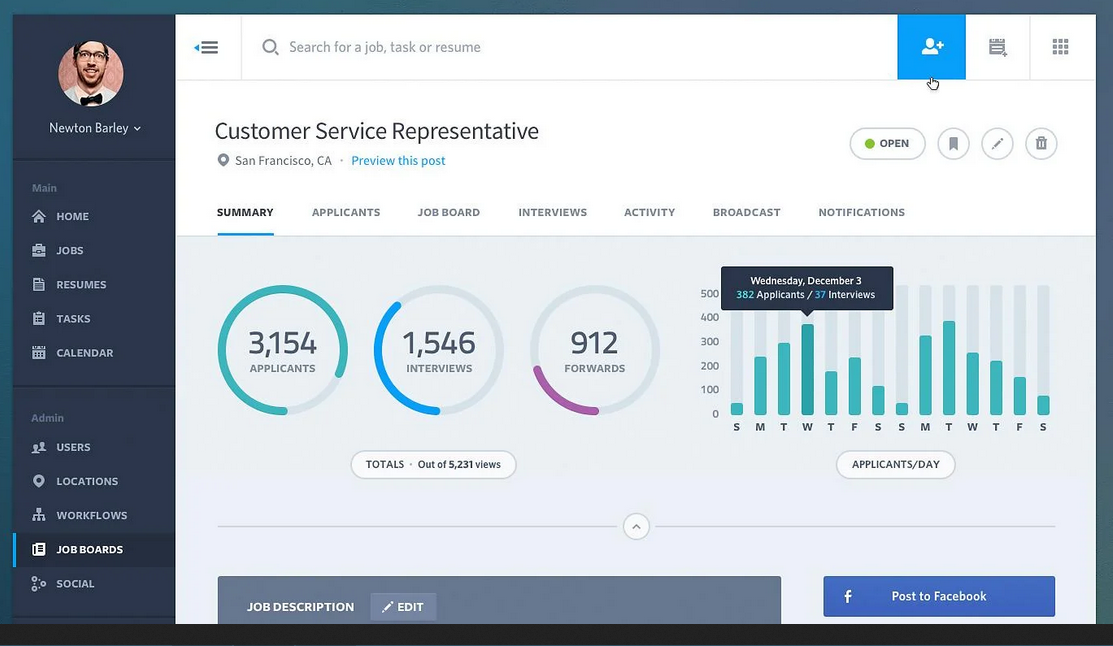 Newton Barley
Main
HOME
JOBS
RESUMES
TASKS
CALENDAR
Admin
USERS
LOCATIONS
WORKFLOWS
JOB BOARDS
SOCIAL
Search for a job, task or resume
Customer Service Representative
San Francisco, CA · Preview this post
OPEN
SUMMARY APPLICANTS JOB BOARD INTERVIEWS ACTIVITY BROADCAST NOTIFICATIONS
3,154
APPLICANTS
1,546
INTERVIEWS
912
FORWARDS
TOTALS · Out of 5,231 views
Wednesday, December 3
382 Applicants / 37 Interviews
500
400
300
200
100
0
S M T W T F S S M T W T F S
APPLICANTS/DAY
JOB DESCRIPTION
EDIT
Post to Facebook